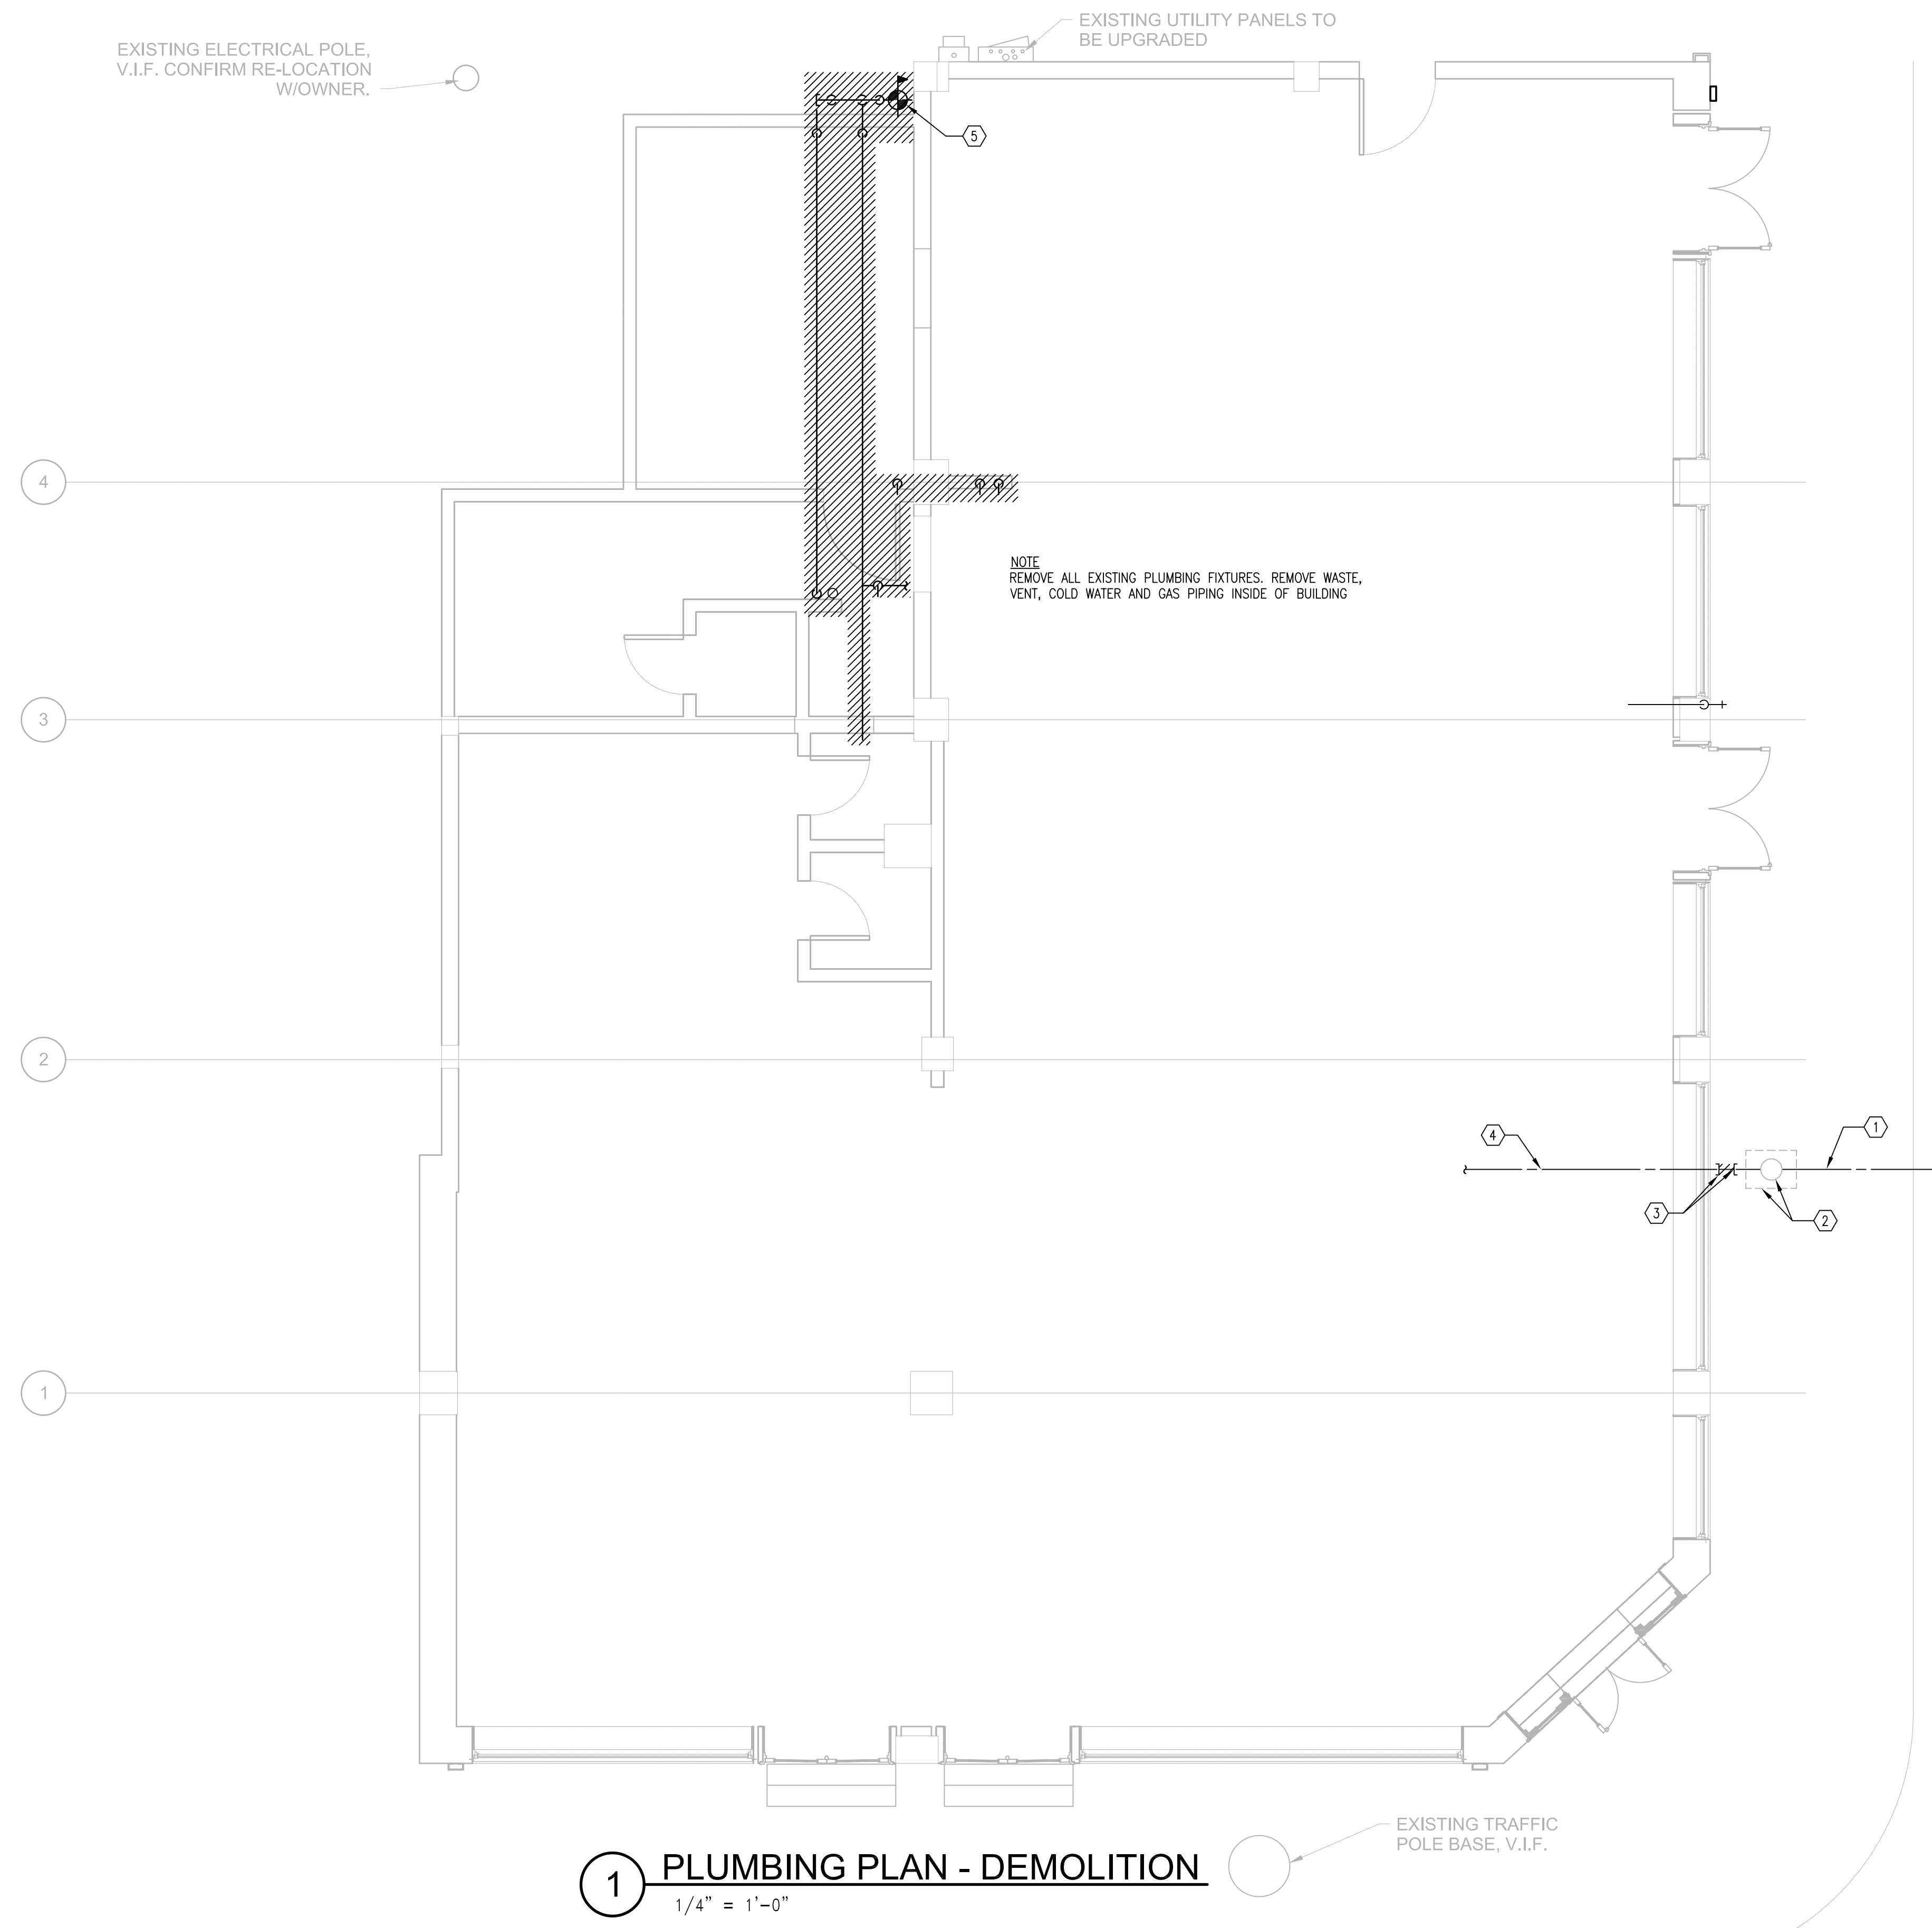 EXISTING UTILITY PANELS TO
BE UPGRADED
EXISTING ELECTRICAL POLE,
V.I.F. CONFIRM RE-LOCATION
W/OWNER.
5
4
NOTE
REMOVE ALL EXISTING PLUMBING FIXTURES. REMOVE WASTE,
VENT, COLD WATER AND GAS PIPING INSIDE OF BUILDING
3
2
4
1
3
2
1
EXISTING TRAFFIC
POLE BASE, V.I.F.
1
PLUMBING PLAN - DEMOLITION
1/4" = 1'-0"